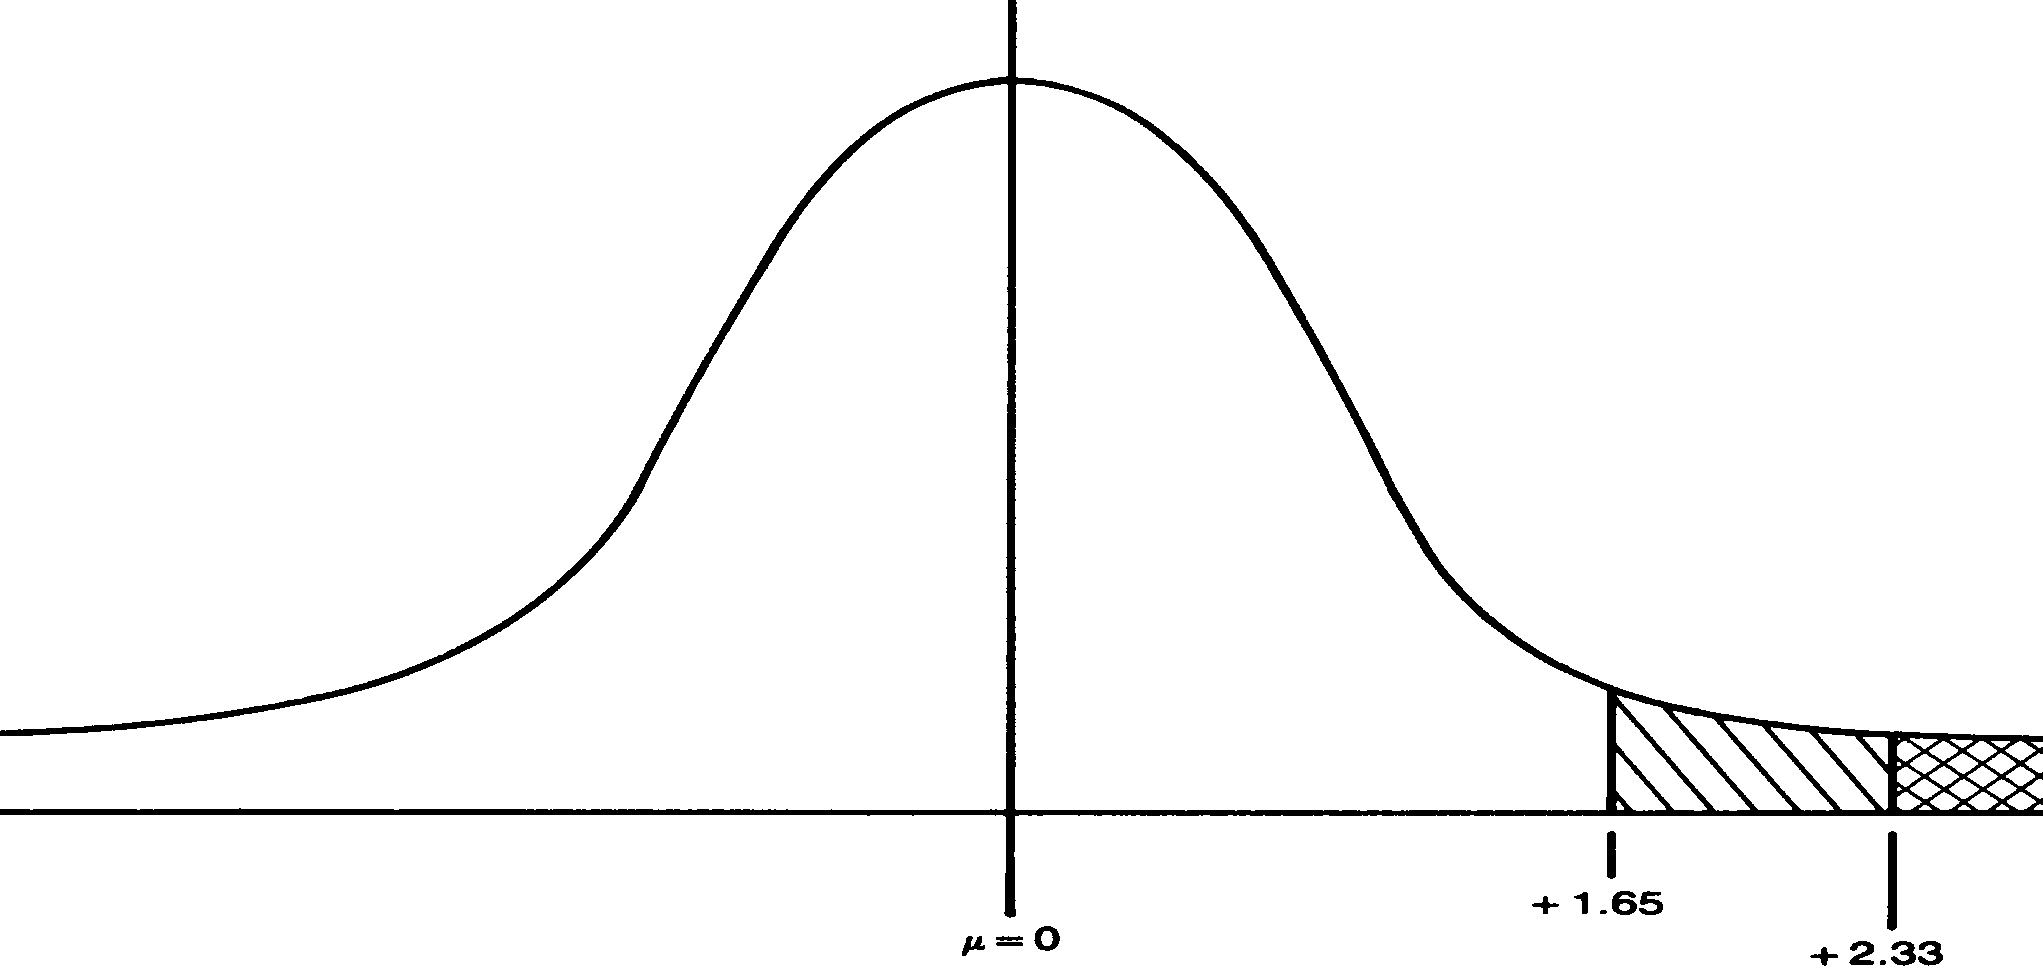 μ = 0
+ 1.65
+ 2.33